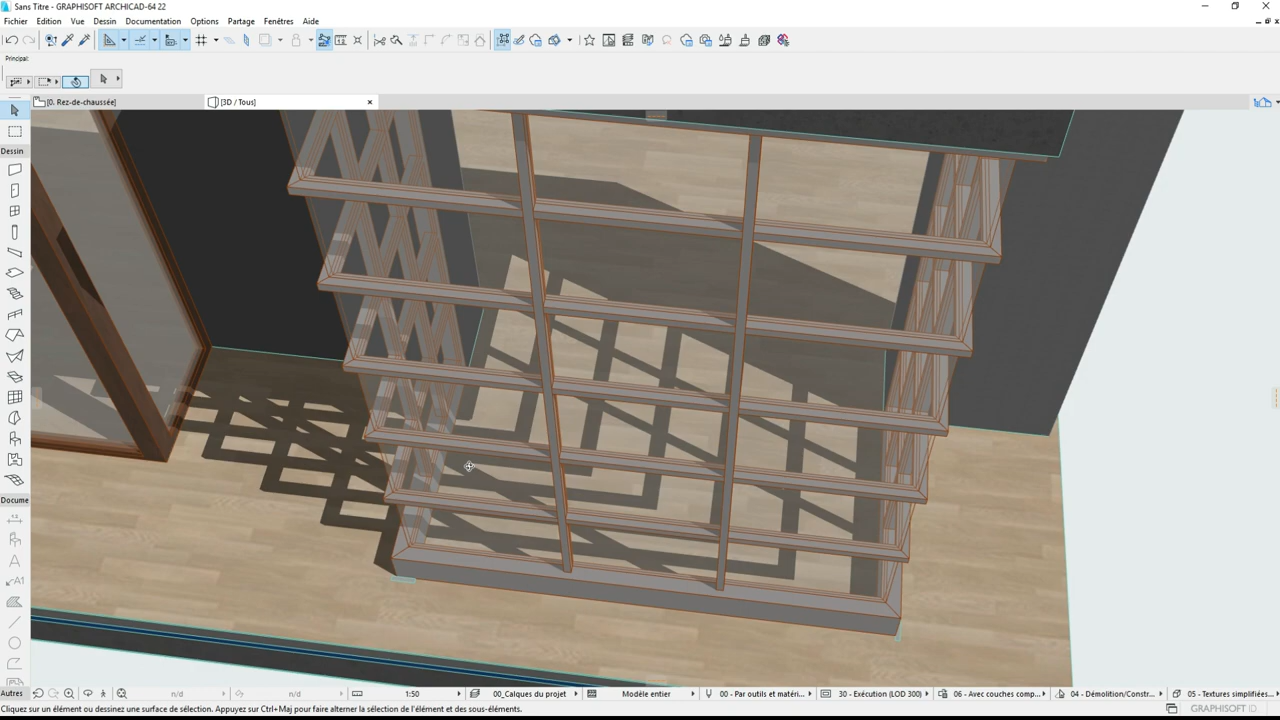 Sans Titre - GRAPHISOFT ARCHICAD-64 22
Fichier Edition Vue Dessin Documentation Options Partage Fenêtres Aide
Principal:
[0. Rez-de-chaussée] [3D / Tous]
Dessin
Docume
A
A1
Autres n/d n/d 1:50 00_Calques du projet Modèle entier 00 - Par outils et matéri... 30 - Exécution (LOD 300) 06 - Avec couches comp... 04 - Démolition/Constr... 05 - Textures simplifiées...
Cliquez sur un élément ou dessinez une surface de sélection. Appuyez sur Ctrl+Maj pour faire alterner la sélection de l'élément et des sous-éléments.
GRAPHISOFT ID